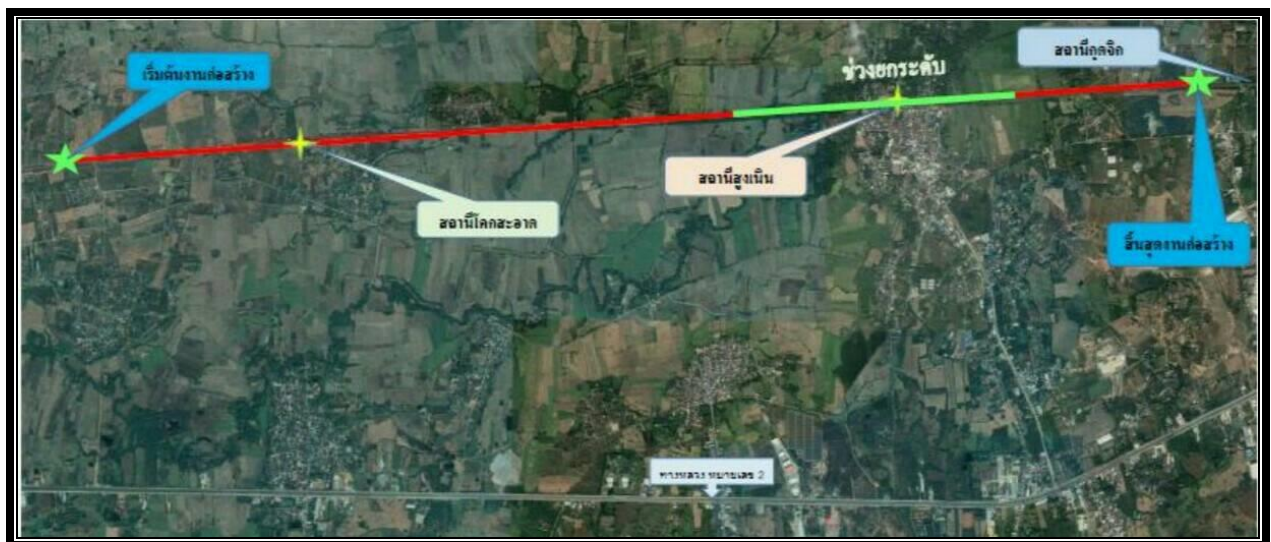 สถานีกุดจิก
เริ่มต้นงานก่อสร้าง
ช่วงยกระดับ
สถานีสูงเนิน
สถานีโคกสะอาด
สิ้นสุดงานก่อสร้าง
ทางหลวง หมายเลข 2